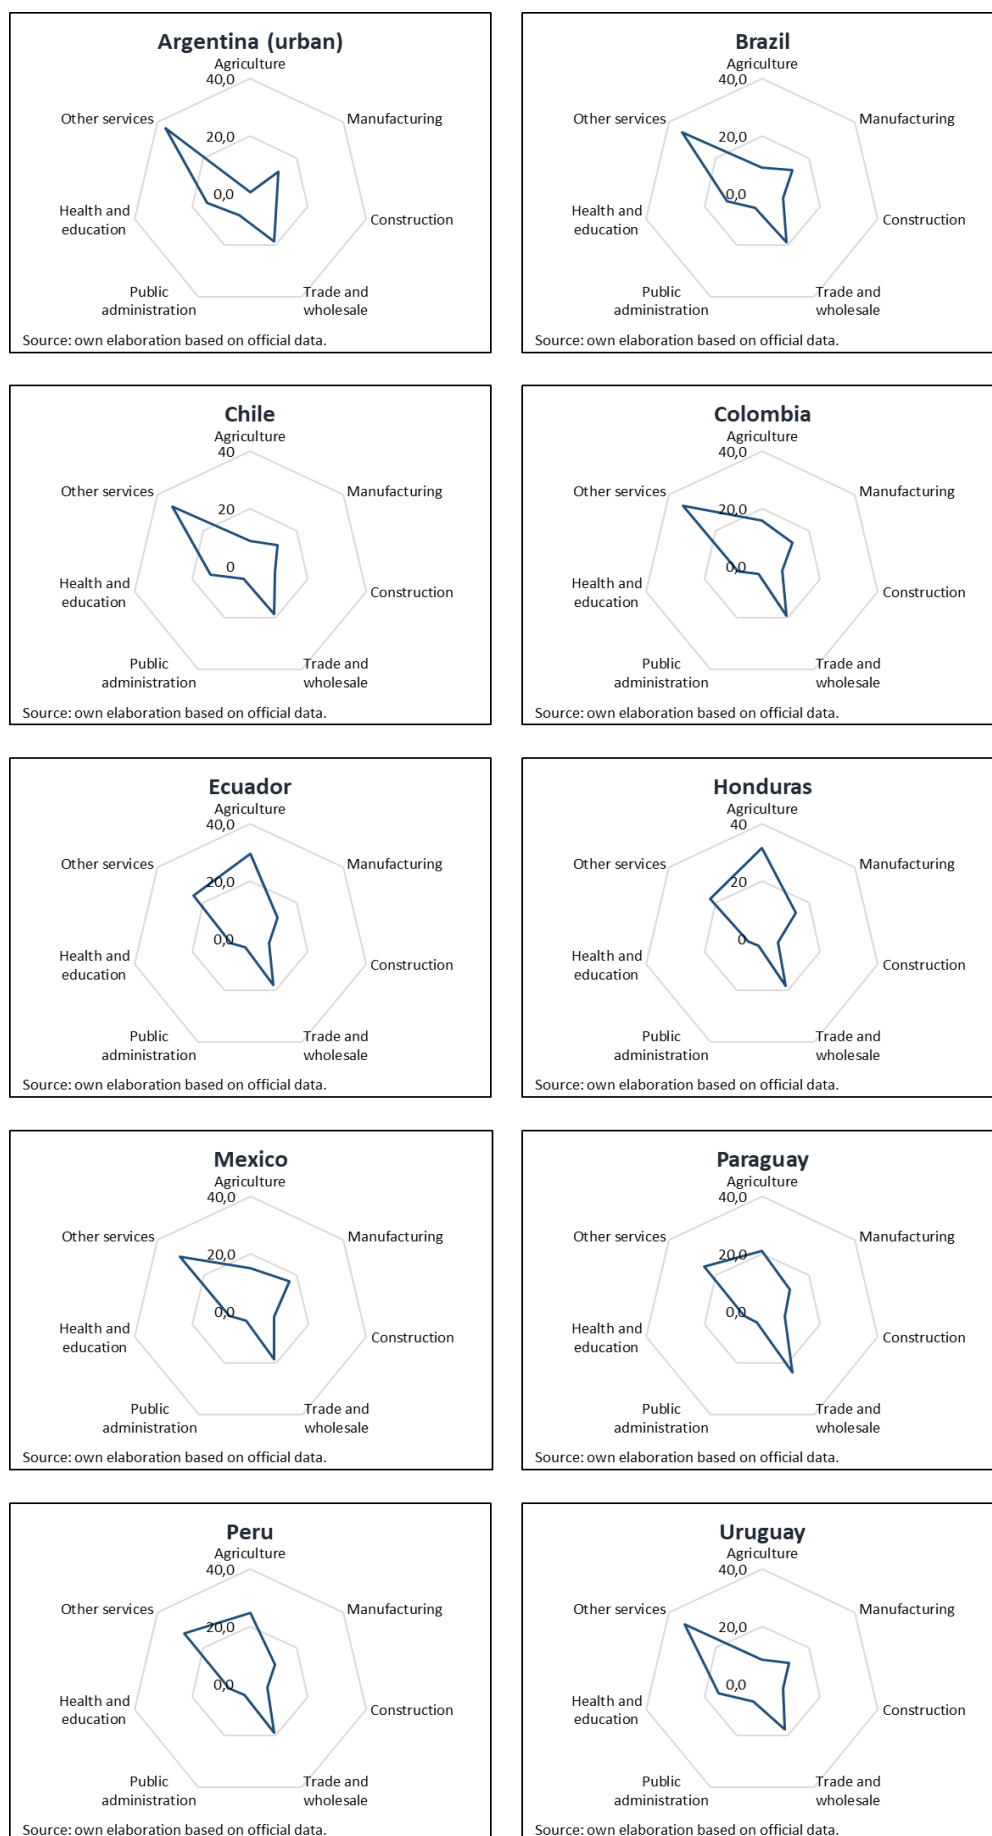 Argentina (urban)
Agriculture
40,0
Other services
Manufacturing
20,0
0,0
Health and
education
Construction
Public
administration
Trade and
wholesale
Source: own elaboration based on official data.
Brazil
Agriculture
40,0
Other services
Manufacturing
20,0
0,0
Health and
education
Construction
Public
administration
Trade and
wholesale
Source: own elaboration based on official data.
Chile
Agriculture
40
Other services
Manufacturing
20
0
Health and
education
Construction
Public
administration
Trade and
wholesale
Source: own elaboration based on official data.
Colombia
Agriculture
40,0
Other services
Manufacturing
20,0
0,0
Health and
education
Construction
Public
administration
Trade and
wholesale
Source: own elaboration based on official data.
Ecuador
Agriculture
40,0
Other services
Manufacturing
20,0
0,0
Health and
education
Construction
Public
administration
Trade and
wholesale
Source: own elaboration based on official data.
Honduras
Agriculture
40
Other services
Manufacturing
20
0
Health and
education
Construction
Public
administration
Trade and
wholesale
Source: own elaboration based on official data.
Mexico
Agriculture
40,0
Other services
Manufacturing
20,0
0,0
Health and
education
Construction
Public
administration
Trade and
wholesale
Source: own elaboration based on official data.
Paraguay
Agriculture
40,0
Other services
Manufacturing
20,0
0,0
Health and
education
Construction
Public
administration
Trade and
wholesale
Source: own elaboration based on official data.
Peru
Agriculture
40,0
Other services
Manufacturing
20,0
0,0
Health and
education
Construction
Public
administration
Trade and
wholesale
Source: own elaboration based on official data.
Uruguay
Agriculture
40,0
Other services
Manufacturing
20,0
0,0
Health and
education
Construction
Public
administration
Trade and
wholesale
Source: own elaboration based on official data.